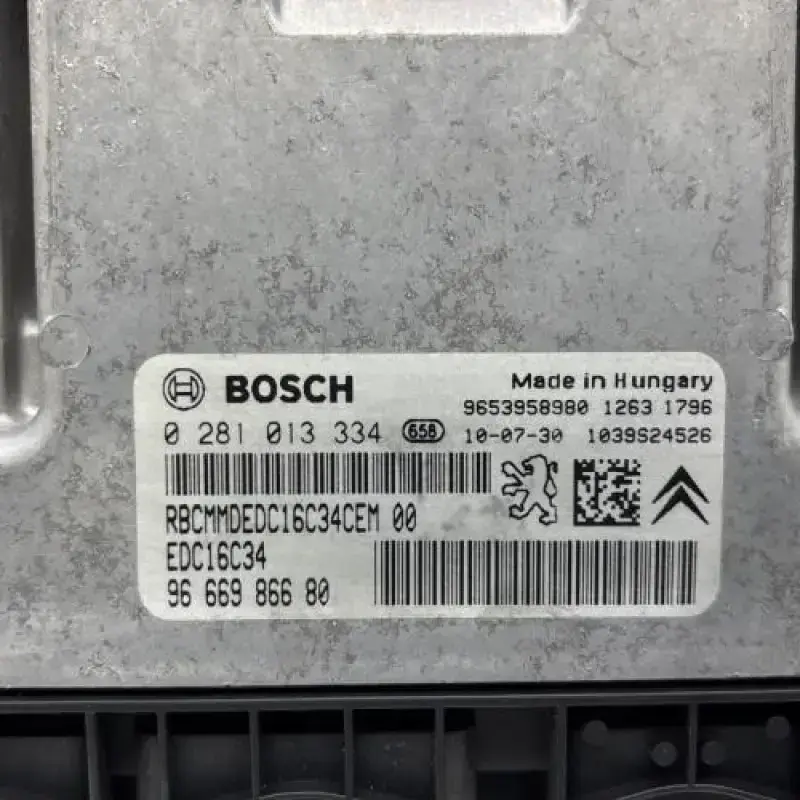 BOSCH
Made in Hungary
9653958980 1263 1796
0 281 013 334 658 10-07-30 1039S24526
RBCMMDEDC16C34CEM 00
EDC16C34
96 669 866 80